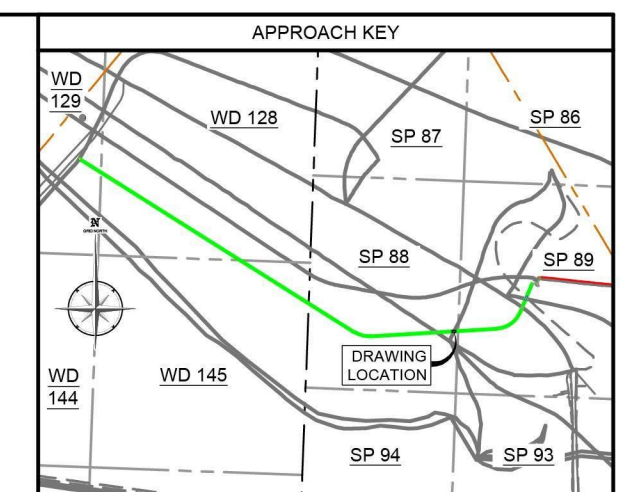 APPROACH KEY
WD
129
WD 128
SP 87
SP 86
N
GRID NORTH
SP 88
SP 89
DRAWING
LOCATION
WD
144
WD 145
SP 94
SP 93